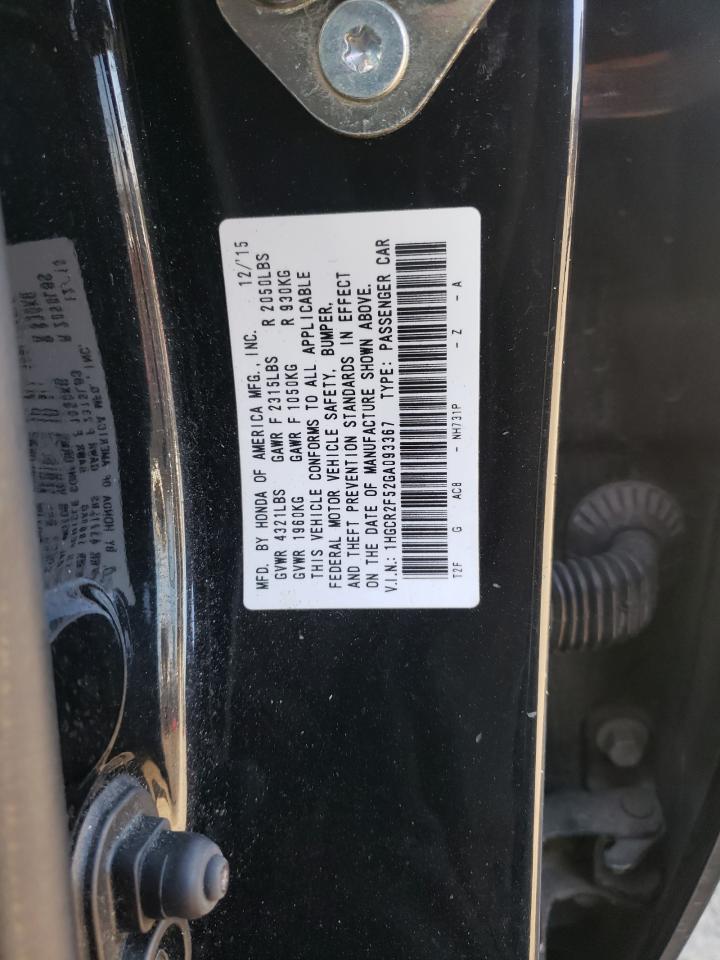 MFD. BY HONDA OF AMERICA MFG., INC. 12/'15
GVWR 4321LBS GAWR F 2315LBS R 2050LBS
GVWR 1960KG GAWR F 1050KG R 930KG
THIS VEHICLE CONFORMS TO ALL APPLICABLE
FEDERAL MOTOR VEHICLE SAFETY, BUMPER,
AND THEFT PREVENTION STANDARDS IN EFFECT
ON THE DATE OF MANUFACTURE SHOWN ABOVE.
V.I.N.: 1HGCR2F52GA093367 TYPE: PASSENGER CAR
T2F G AC8 - NH731P - Z - A